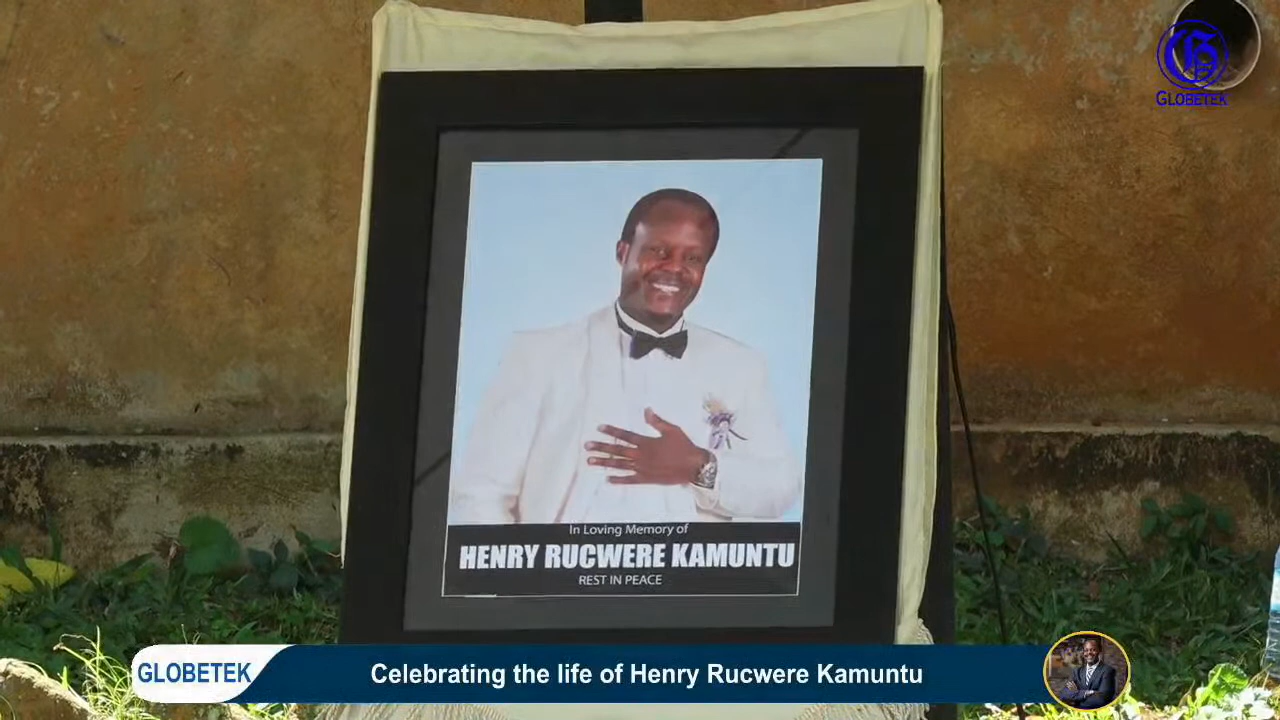 GLOBETEK
In Loving Memory of
HENRY RUCWERE KAMUNTU
REST IN PEACE
GLOBETEK
Celebrating the life of Henry Rucwere Kamuntu